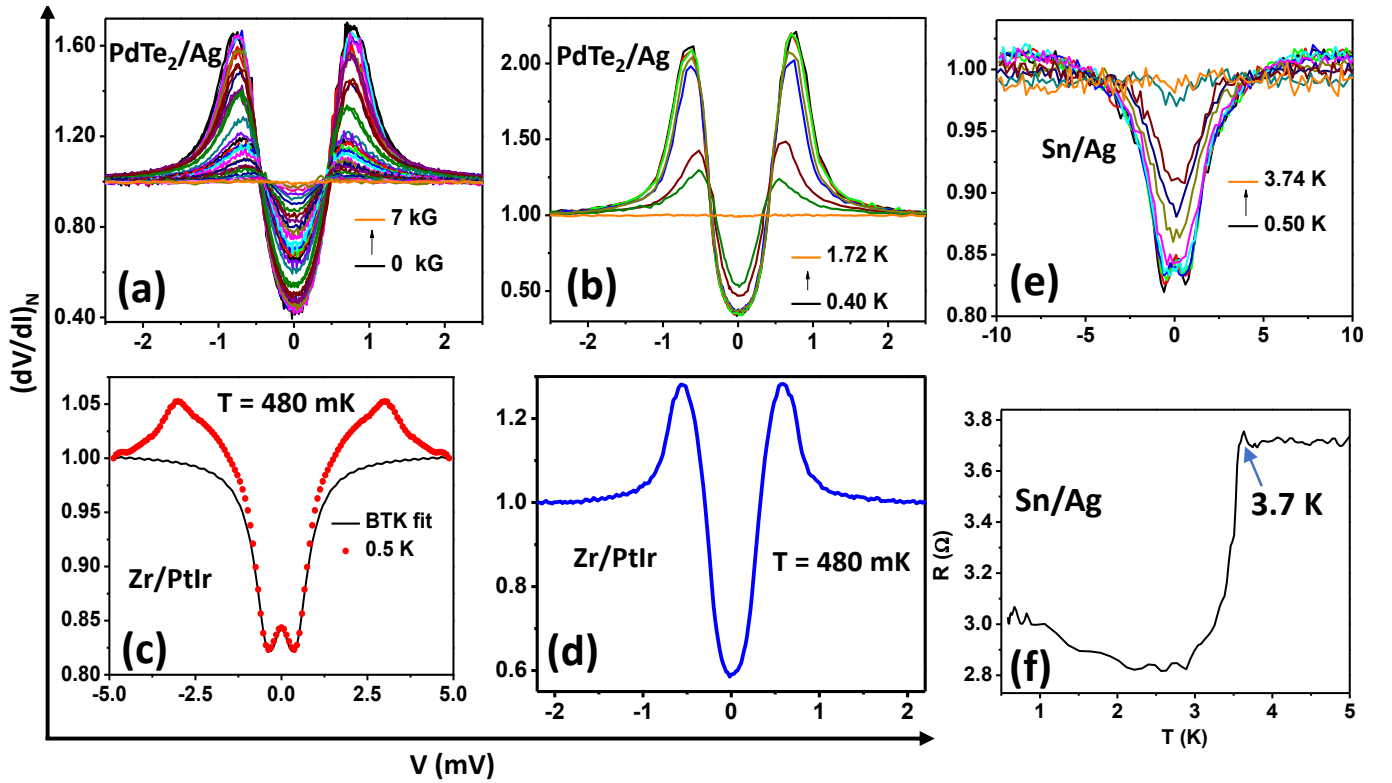 (dV/dI)N
PdTe2/Ag
1.60
1.20
0.80
0.40
7 kG
0 kG
(a)
-2 -1 0 1 2
PdTe2/Ag
2.00
1.50
1.00
0.50
1.72 K
0.40 K
(b)
-2 -1 0 1 2
1.00
0.95
0.90
0.85
0.80
Sn/Ag
3.74 K
0.50 K
(e)
-10 -5 0 5 10
T = 480 mK
1.05
1.00
0.95
0.90
0.85
0.80
BTK fit
0.5 K
Zr/PtIr
(c)
-5.0 -2.5 0.0 2.5 5.0
1.2
1.0
0.8
0.6
Zr/PtIr
T = 480 mK
(d)
-2 -1 0 1 2
3.8
3.6
3.4
3.2
3.0
2.8
R (Ω)
Sn/Ag
3.7 K
(f)
1 2 3 4 5
T (K)
V (mV)